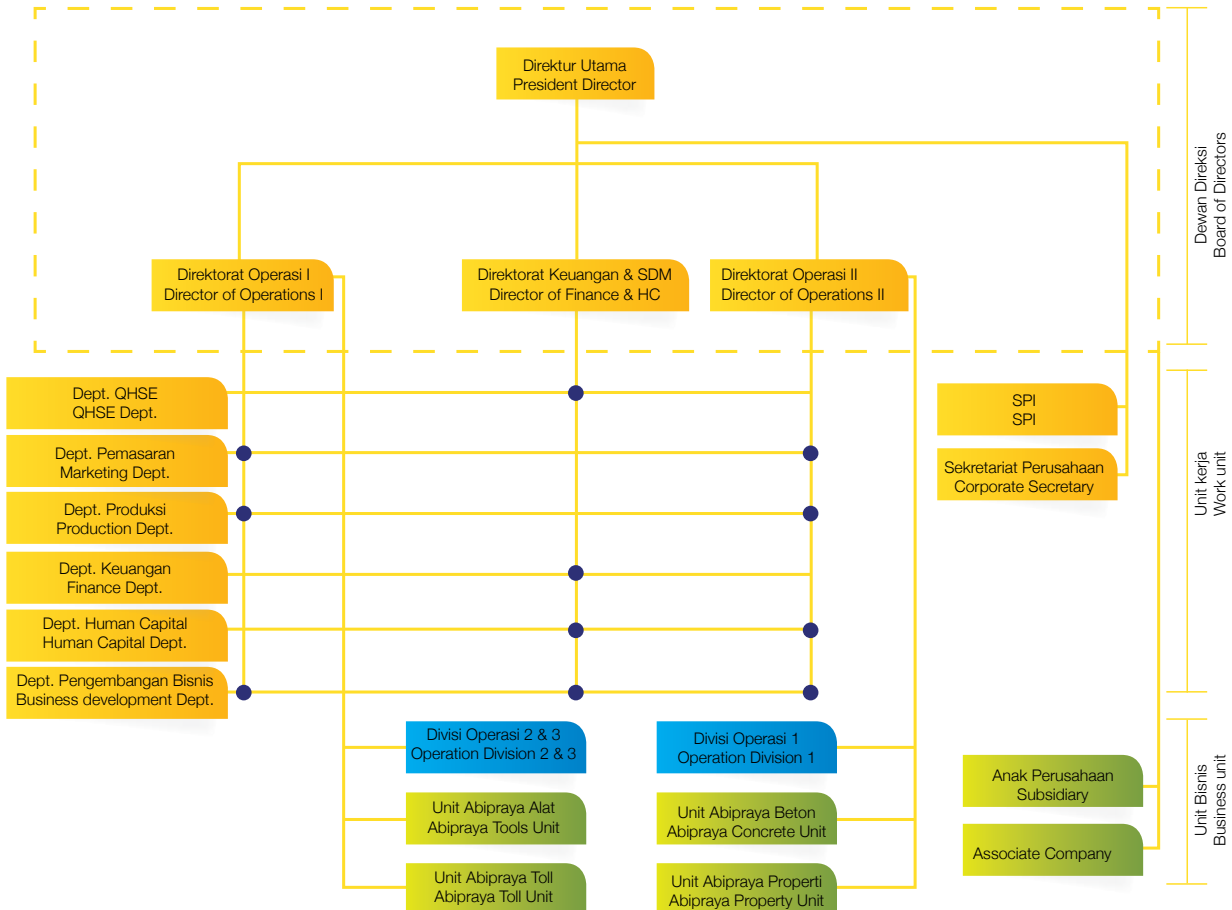 Direktur Utama
President Director
Dewan Direksi
Board of Directors
Direktorat Operasi I
Director of Operations I
Direktorat Keuangan & SDM
Director of Finance & HC
Direktorat Operasi II
Director of Operations II
Dept. QHSE
QHSE Dept.
Dept. Pemasaran
Marketing Dept.
Dept. Produksi
Production Dept.
Dept. Keuangan
Finance Dept.
Dept. Human Capital
Human Capital Dept.
Dept. Pengembangan Bisnis
Business development Dept.
SPI
SPI
Sekretariat Perusahaan
Corporate Secretary
Unit kerja
Work unit
Divisi Operasi 2 & 3
Operation Division 2 & 3
Unit Abipraya Alat
Abipraya Tools Unit
Unit Abipraya Toll
Abipraya Toll Unit
Divisi Operasi 1
Operation Division 1
Unit Abipraya Beton
Abipraya Concrete Unit
Unit Abipraya Properti
Abipraya Property Unit
Anak Perusahaan
Subsidiary
Associate Company
Unit Bisnis
Business unit